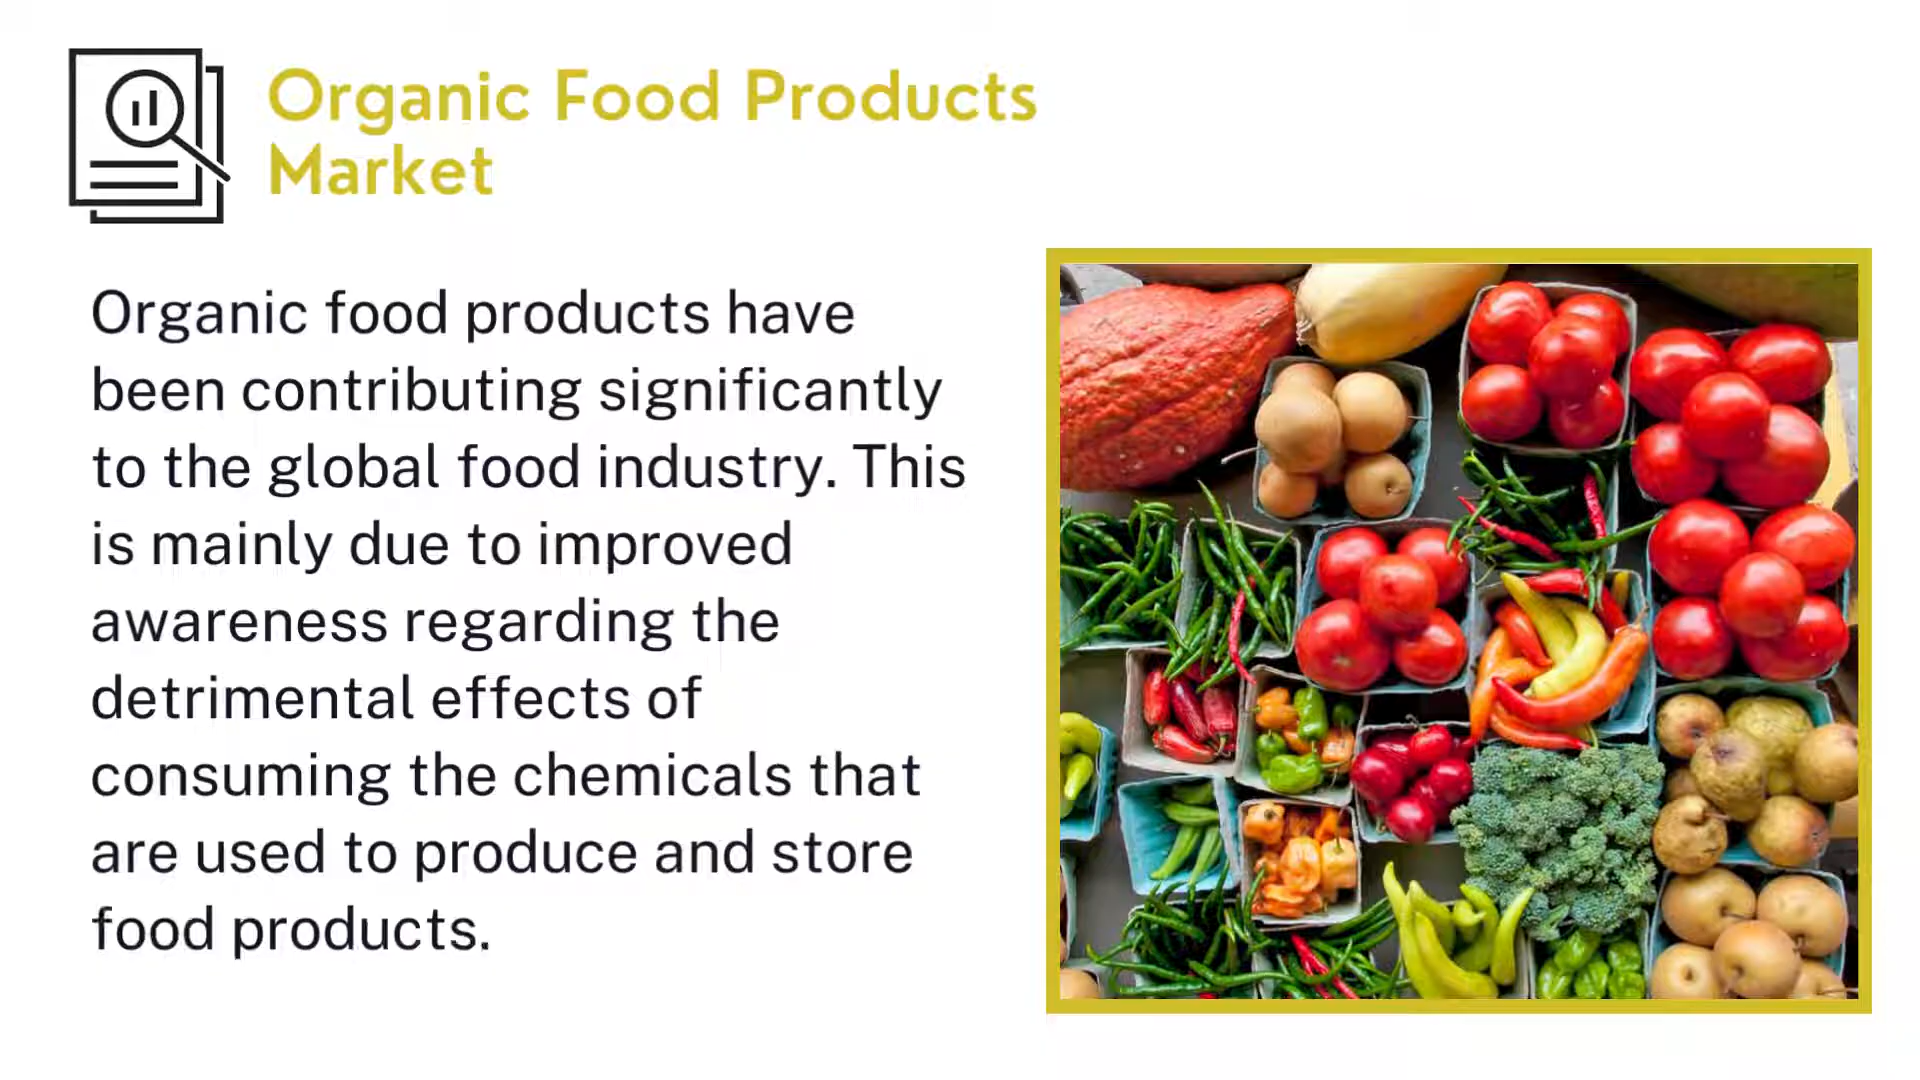 Organic Food Products
Market
Organic food products have
been contributing significantly
to the global food industry. This
is mainly due to improved
awareness regarding the
detrimental effects of
consuming the chemicals that
are used to produce and store
food products.